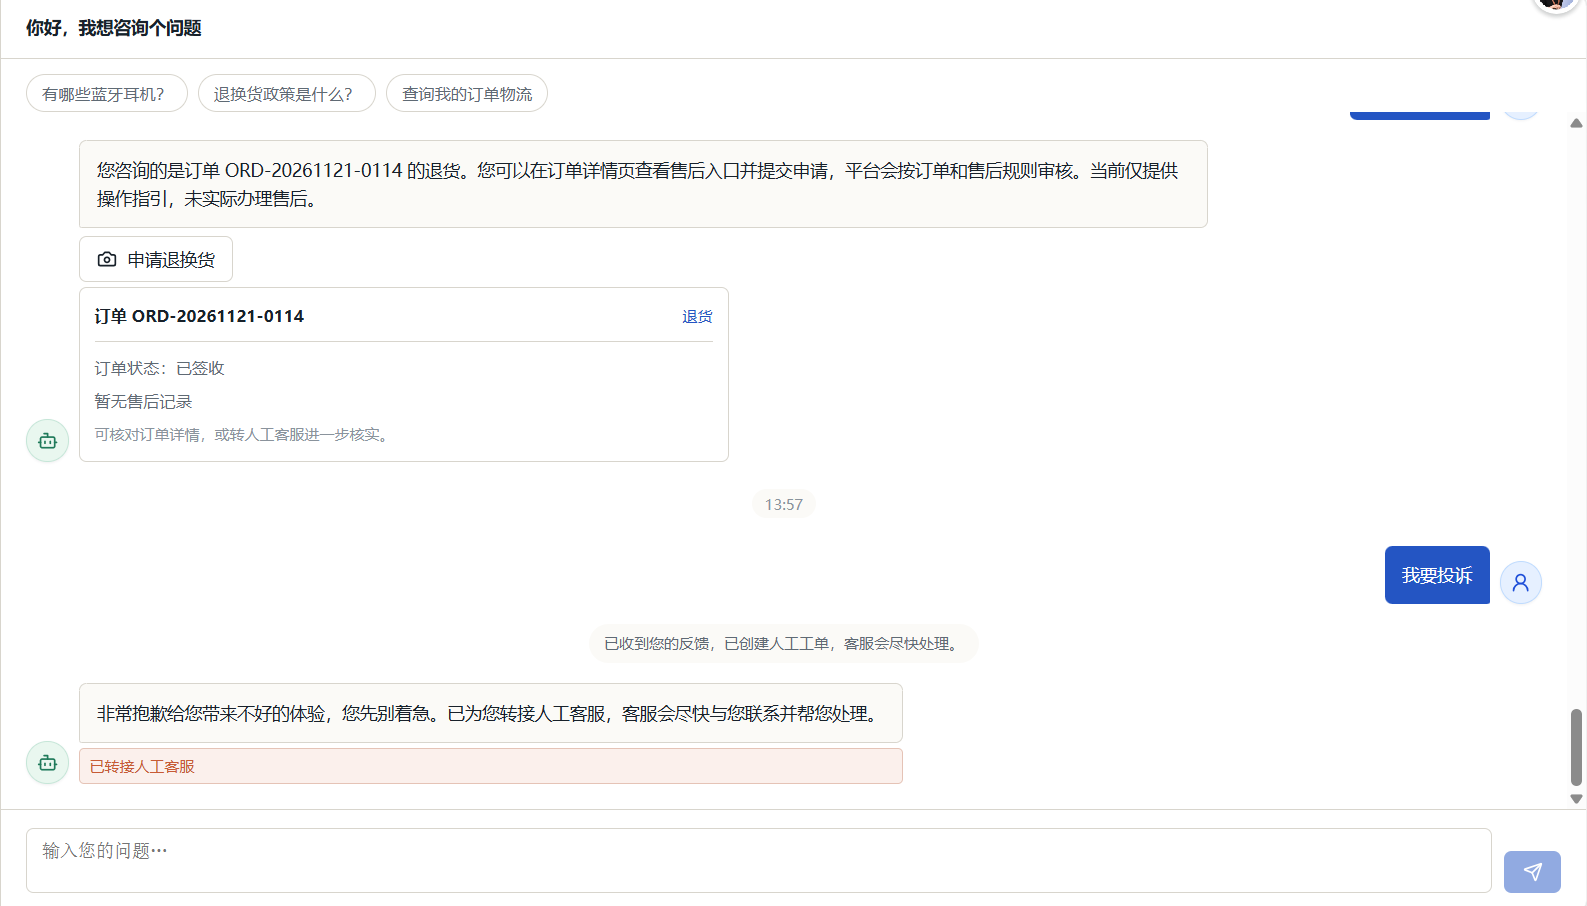 你好，我想咨询个问题
有哪些蓝牙耳机？
退换货政策是什么？
查询我的订单物流
您咨询的是订单 ORD-20261121-0114 的退货。您可以在订单详情页查看售后入口并提交申请，平台会按订单和售后规则审核。当前仅提供
操作指引，未实际办理售后。
申请退换货
订单 ORD-20261121-0114
退货
订单状态：已签收
暂无售后记录
可核对订单详情，或转人工客服进一步核实。
13:57
我要投诉
已收到您的反馈，已创建人工工单，客服会尽快处理。
非常抱歉给您带来不好的体验，您先别着急。已为您转接人工客服，客服会尽快与您联系并帮您处理。
已转接人工客服
输入您的问题…